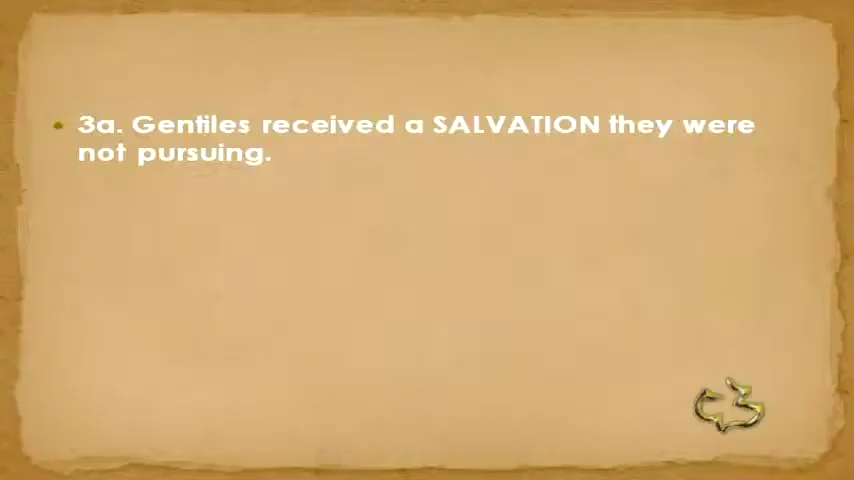 • 3a. Gentiles received a SALVATION they were
not pursuing.